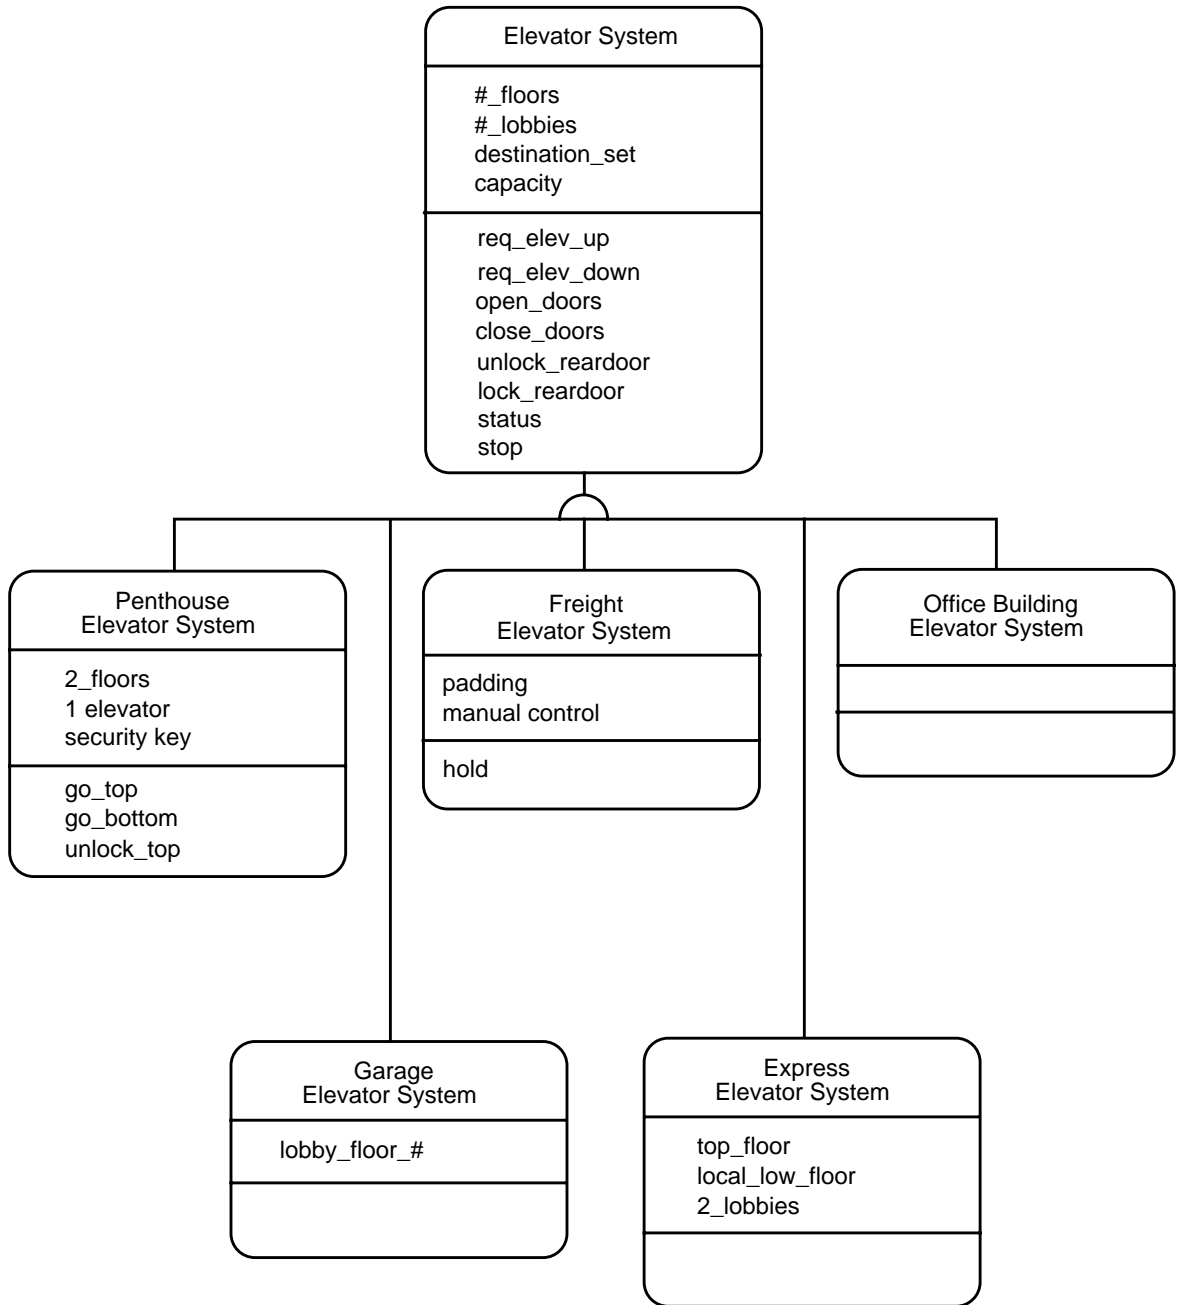 Elevator System
#_floors
#_lobbies
destination_set
capacity
req_elev_up
req_elev_down
open_doors
close_doors
unlock_reardoor
lock_reardoor
status
stop
Penthouse
Elevator System
2_floors
1 elevator
security key
go_top
go_bottom
unlock_top
Freight
Elevator System
padding
manual control
hold
Office Building
Elevator System
Garage
Elevator System
lobby_floor_#
Express
Elevator System
top_floor
local_low_floor
2_lobbies